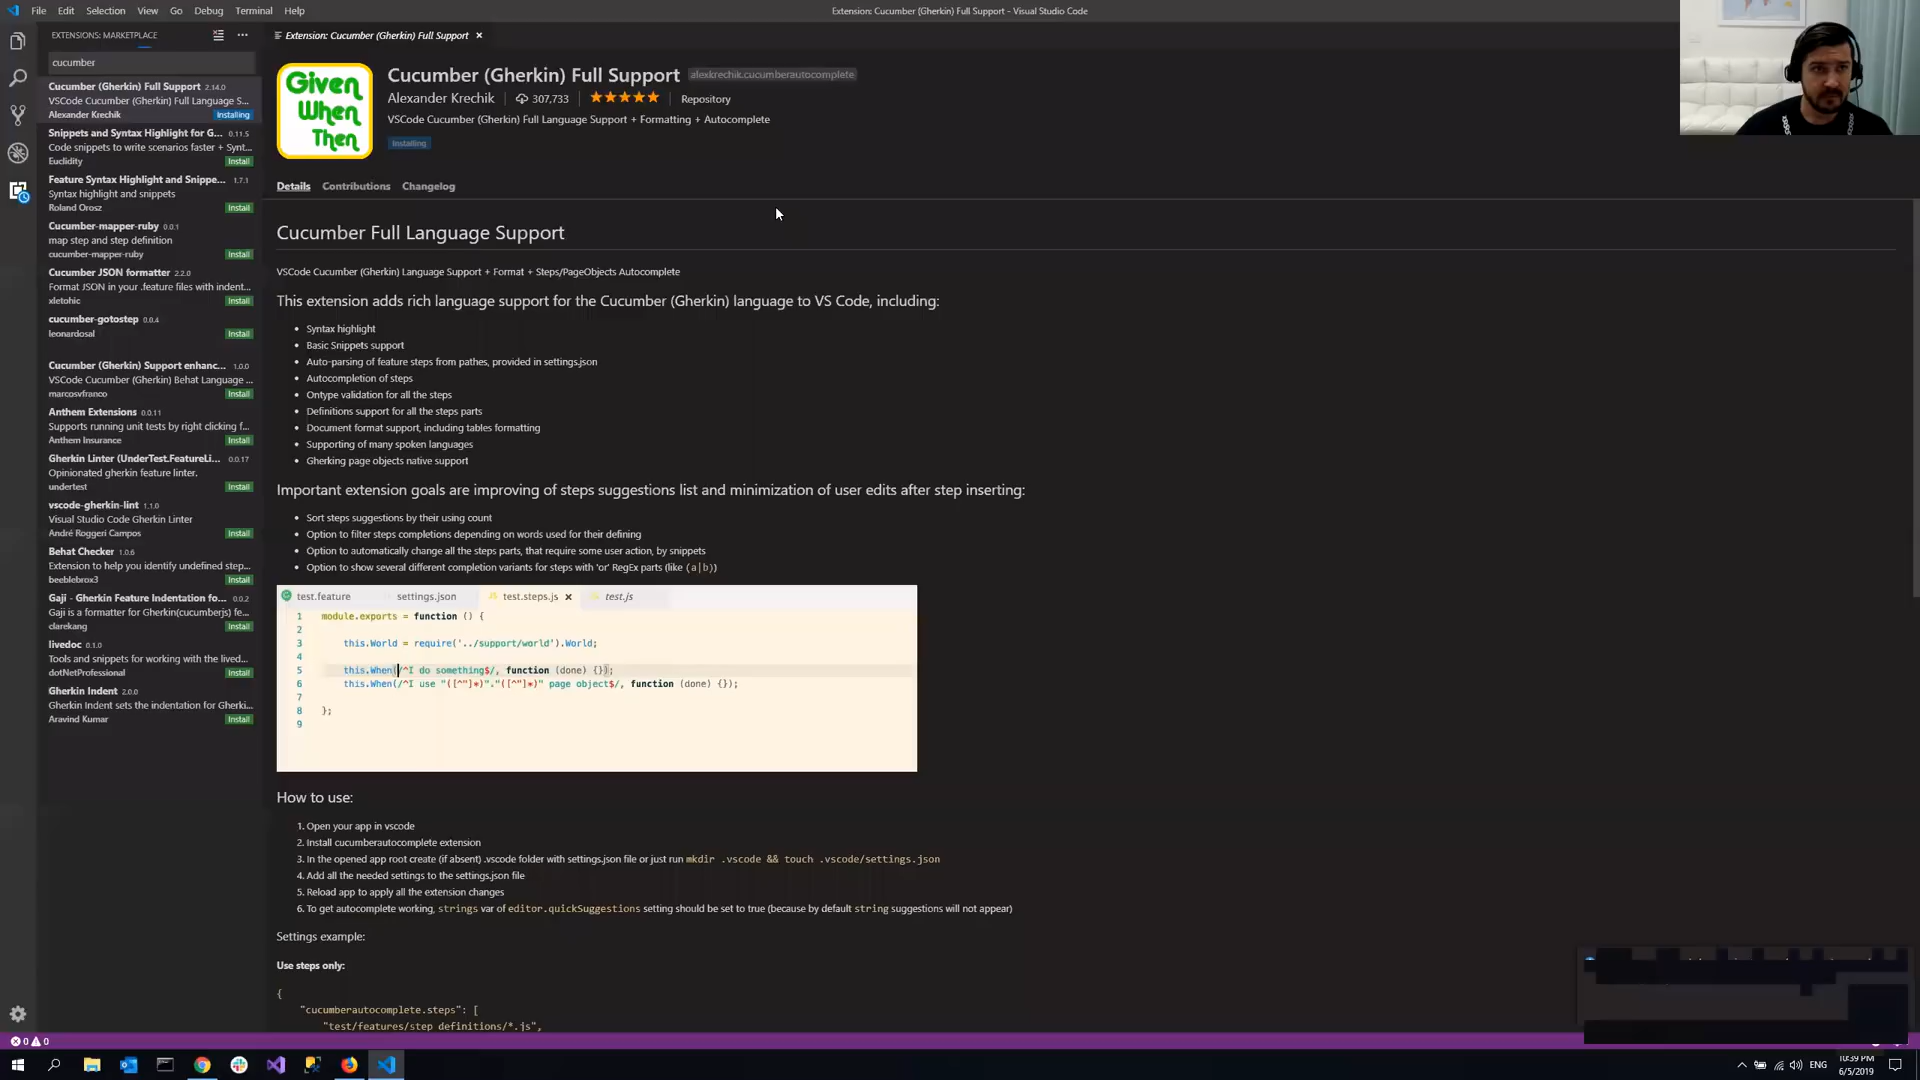 File Edit Selection View Go Debug Terminal Help
Extension: Cucumber (Gherkin) Full Support - Visual Studio Code
EXTENSIONS: MARKETPLACE
Extension: Cucumber (Gherkin) Full Support
cucumber
Cucumber (Gherkin) Full Support 2.14.0
VSCode Cucumber (Gherkin) Full Language S...
Alexander Krechik Installing
Snippets and Syntax Highlight for G... 0.11.5
Code snippets to write scenarios faster + Synt...
Euclidity Install
Feature Syntax Highlight and Snippe... 1.7.1
Syntax highlight and snippets
Roland Orosz Install
Cucumber-mapper-ruby 0.0.1
map step and step definition
cucumber-mapper-ruby Install
Cucumber JSON formatter 2.2.0
Format JSON in your .feature files with indent...
xletohic Install
cucumber-gotostep 0.0.4
leonardosal Install
Cucumber (Gherkin) Support enhanc... 1.0.0
VSCode Cucumber (Gherkin) Behat Language ...
marcosvfranco Install
Anthem Extensions 0.0.11
Supports running unit tests by right clicking f...
Anthem Insurance Install
Gherkin Linter (UnderTest.FeatureLi... 0.0.17
Opinionated gherkin feature linter.
undertest Install
vscode-gherkin-lint 1.1.0
Visual Studio Code Gherkin Linter
André Roggeri Campos Install
Behat Checker 1.0.6
Extension to help you identify undefined step...
beeblebrox3 Install
Gaji - Gherkin Feature Indentation fo... 0.0.2
Gaji is a formatter for Gherkin(cucumberjs) fe...
clarekang Install
livedoc 0.1.0
Tools and snippets for working with the lived...
dotNetProfessional Install
Gherkin Indent 2.0.0
Gherkin Indent sets the indentation for Gherki...
Aravind Kumar Install
Given
When
Then
Cucumber (Gherkin) Full Support alexkrechik.cucumberautocomplete
Alexander Krechik 307,733 Repository
VSCode Cucumber (Gherkin) Full Language Support + Formatting + Autocomplete
Installing
Details Contributions Changelog
Cucumber Full Language Support
VSCode Cucumber (Gherkin) Language Support + Format + Steps/PageObjects Autocomplete
This extension adds rich language support for the Cucumber (Gherkin) language to VS Code, including:
• Syntax highlight
• Basic Snippets support
• Auto-parsing of feature steps from pathes, provided in settings.json
• Autocompletion of steps
• Ontype validation for all the steps
• Definitions support for all the steps parts
• Document format support, including tables formatting
• Supporting of many spoken languages
• Gherking page objects native support
Important extension goals are improving of steps suggestions list and minimization of user edits after step inserting:
• Sort steps suggestions by their using count
• Option to filter steps completions depending on words used for their defining
• Option to automatically change all the steps parts, that require some user action, by snippets
• Option to show several different completion variants for steps with 'or' RegEx parts (like (a|b))
test.feature settings.json test.steps.js test.js
1 module.exports = function () {
2
3 this.World = require('../support/world').World;
4
5 this.When(/^I do something$/, function (done) {});
6 this.When(/^I use "([^"]*)"."([^"]*)" page object$/, function (done) {});
7
8 };
9
How to use:
1. Open your app in vscode
2. Install cucumberautocomplete extension
3. In the opened app root create (if absent) .vscode folder with settings.json file or just run mkdir .vscode && touch .vscode/settings.json
4. Add all the needed settings to the settings.json file
5. Reload app to apply all the extension changes
6. To get autocomplete working, strings var of editor.quickSuggestions setting should be set to true (because by default string suggestions will not appear)
Settings example:
Use steps only:
{
"cucumberautocomplete.steps": [
"test/features/step_definitions/*.js",
0 0
ENG
10:39 PM
6/5/2019